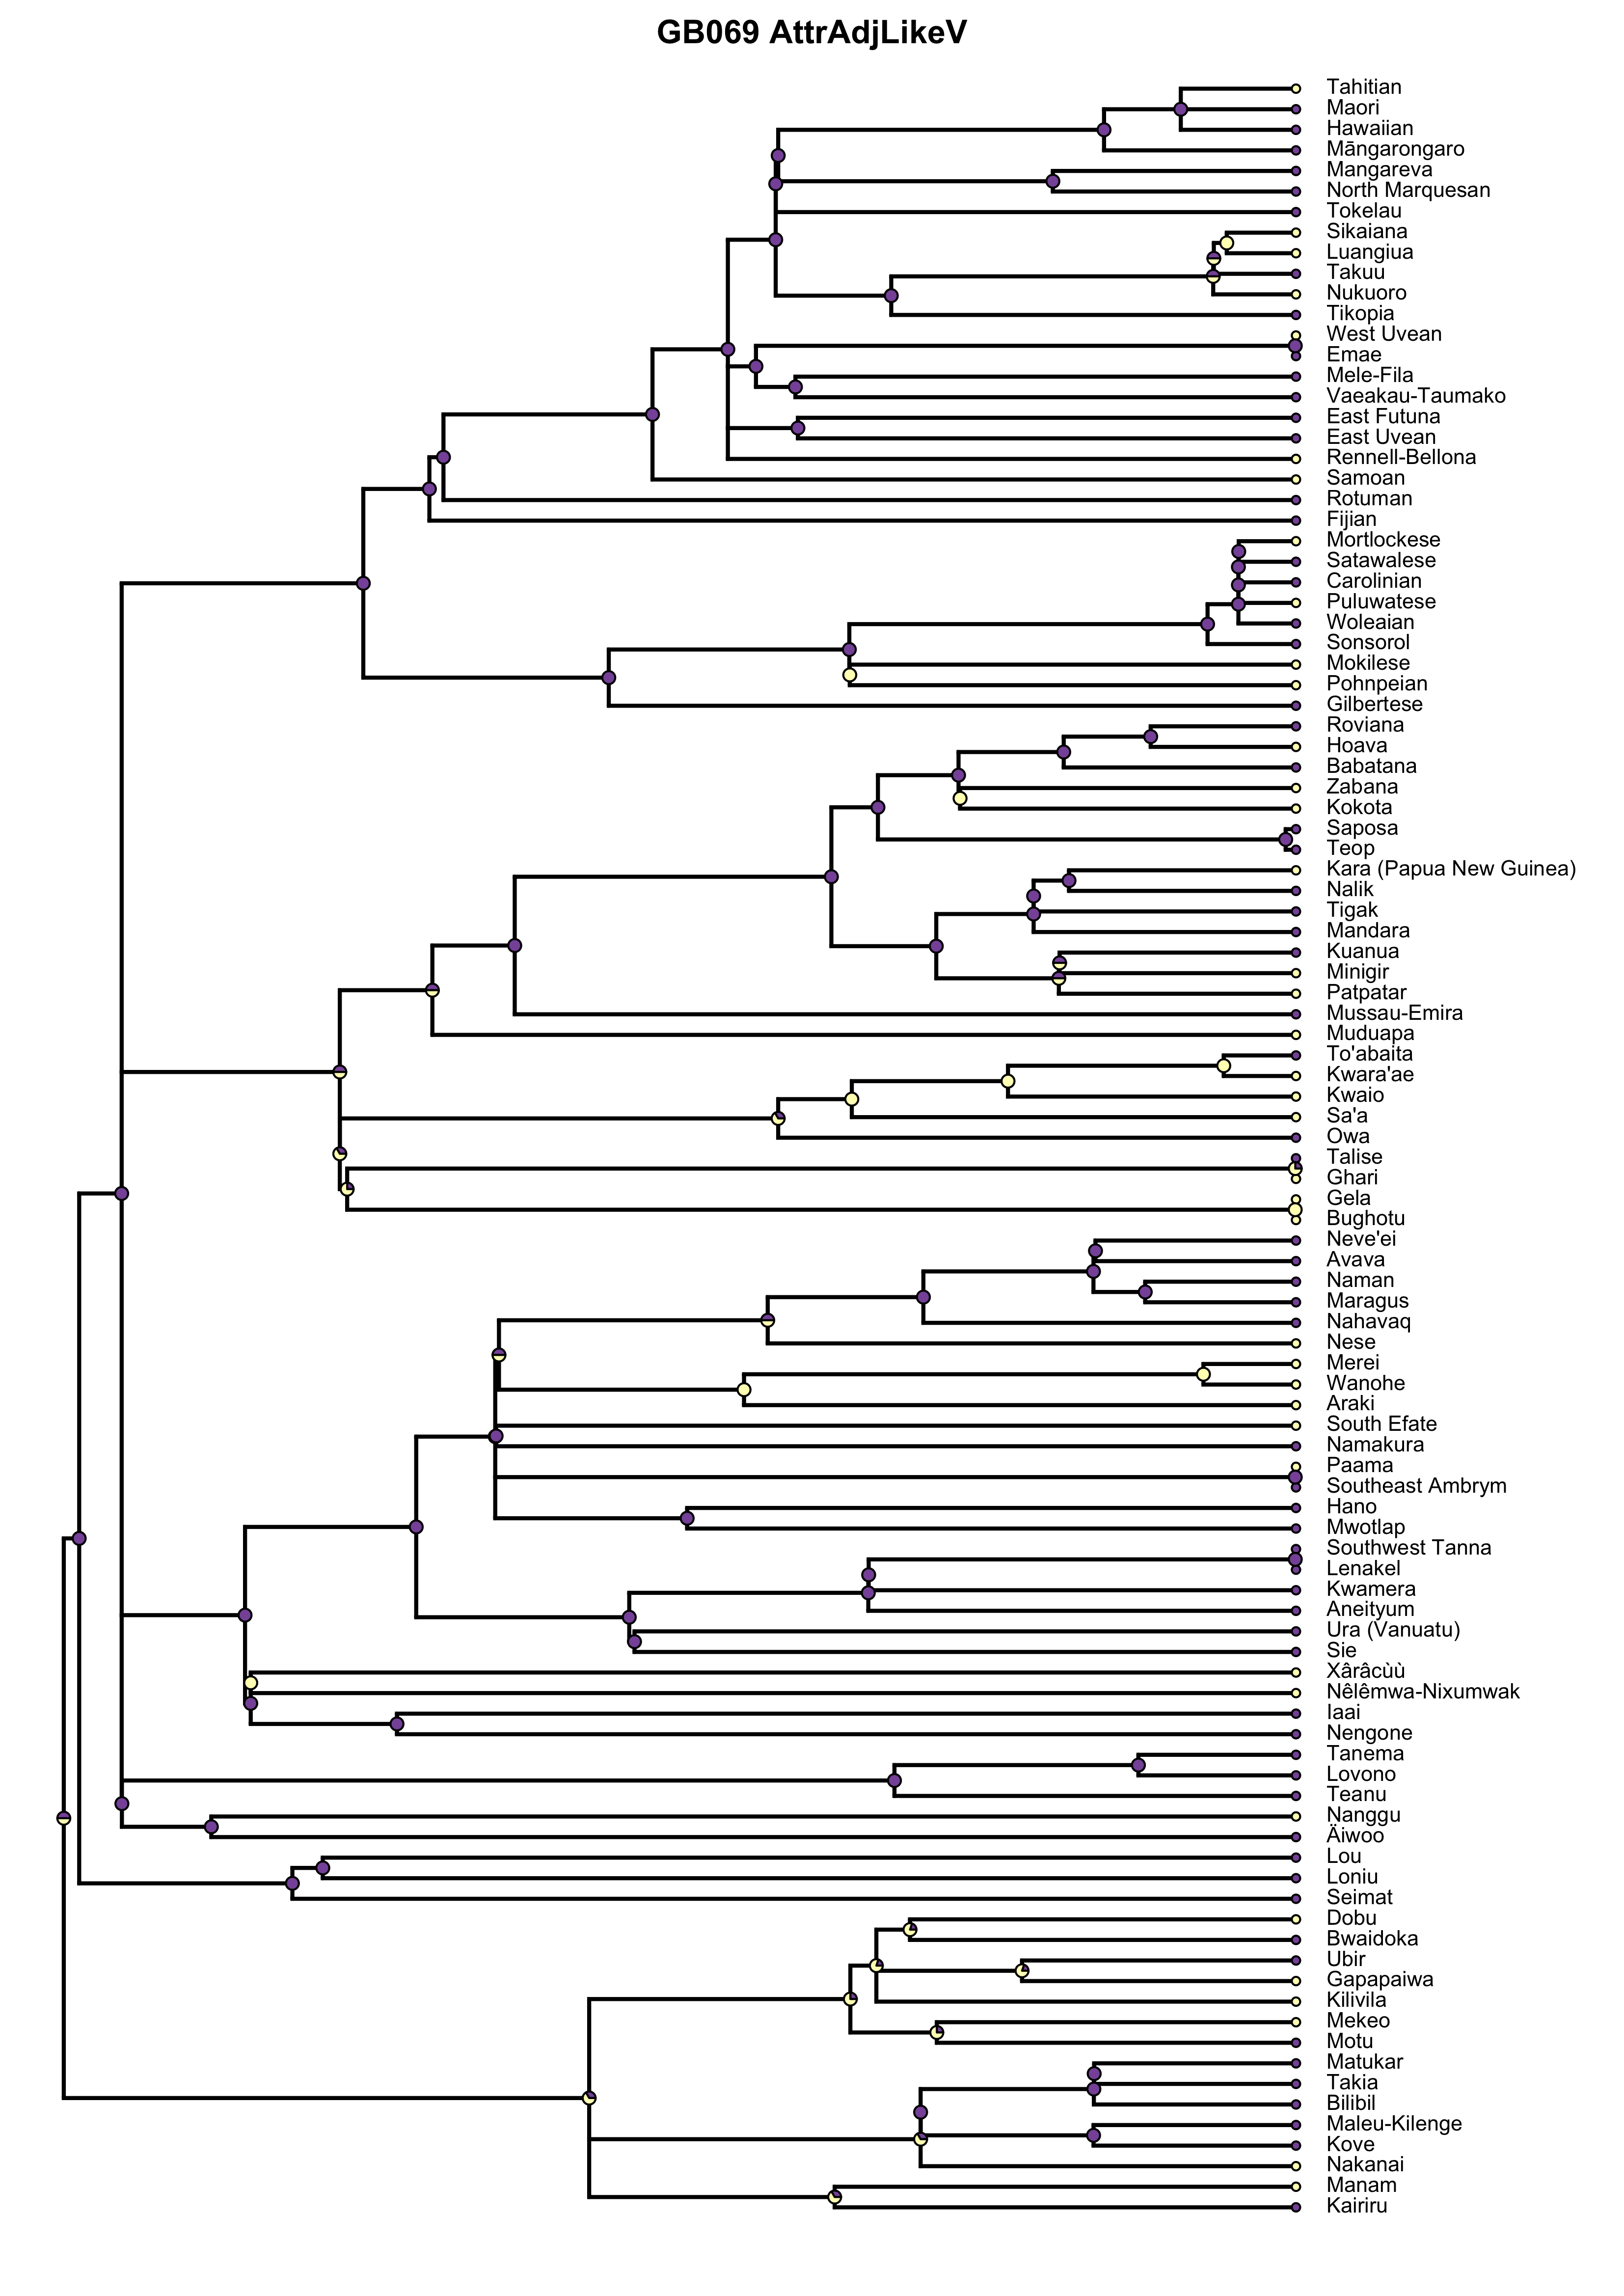 GB069 AttrAdjLikeV
Tahitian
Maori
Hawaiian
Māngarongaro
Mangareva
North Marquesan
Tokelau
Sikaiana
Luangiua
Takuu
Nukuoro
Tikopia
West Uvean
Emae
Mele-Fila
Vaeakau-Taumako
East Futuna
East Uvean
Rennell-Bellona
Samoan
Rotuman
Fijian
Mortlockese
Satawalese
Carolinian
Puluwatese
Woleaian
Sonsorol
Mokilese
Pohnpeian
Gilbertese
Roviana
Hoava
Babatana
Zabana
Kokota
Saposa
Teop
Kara (Papua New Guinea)
Nalik
Tigak
Mandara
Kuanua
Minigir
Patpatar
Mussau-Emira
Muduapa
To'abaita
Kwara'ae
Kwaio
Sa'a
Owa
Talise
Ghari
Gela
Bughotu
Neve'ei
Avava
Naman
Maragus
Nahavaq
Nese
Merei
Wanohe
Araki
South Efate
Namakura
Paama
Southeast Ambrym
Hano
Mwotlap
Southwest Tanna
Lenakel
Kwamera
Aneityum
Ura (Vanuatu)
Sie
Xârâcùù
Nêlêmwa-Nixumwak
Iaai
Nengone
Tanema
Lovono
Teanu
Nanggu
Äiwoo
Lou
Loniu
Seimat
Dobu
Bwaidoka
Ubir
Gapapaiwa
Kilivila
Mekeo
Motu
Matukar
Takia
Bilibil
Maleu-Kilenge
Kove
Nakanai
Manam
Kairiru